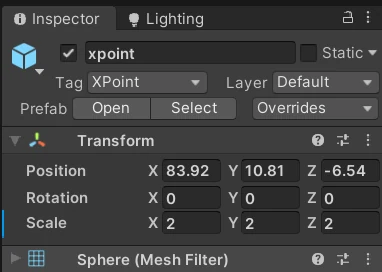 Inspector Lighting
xpoint Static
Tag XPoint Layer Default
Prefab Open Select Overrides
Transform
Position X 83.92 Y 10.81 Z -6.54
Rotation X 0 Y 0 Z 0
Scale X 2 Y 2 Z 2
Sphere (Mesh Filter)